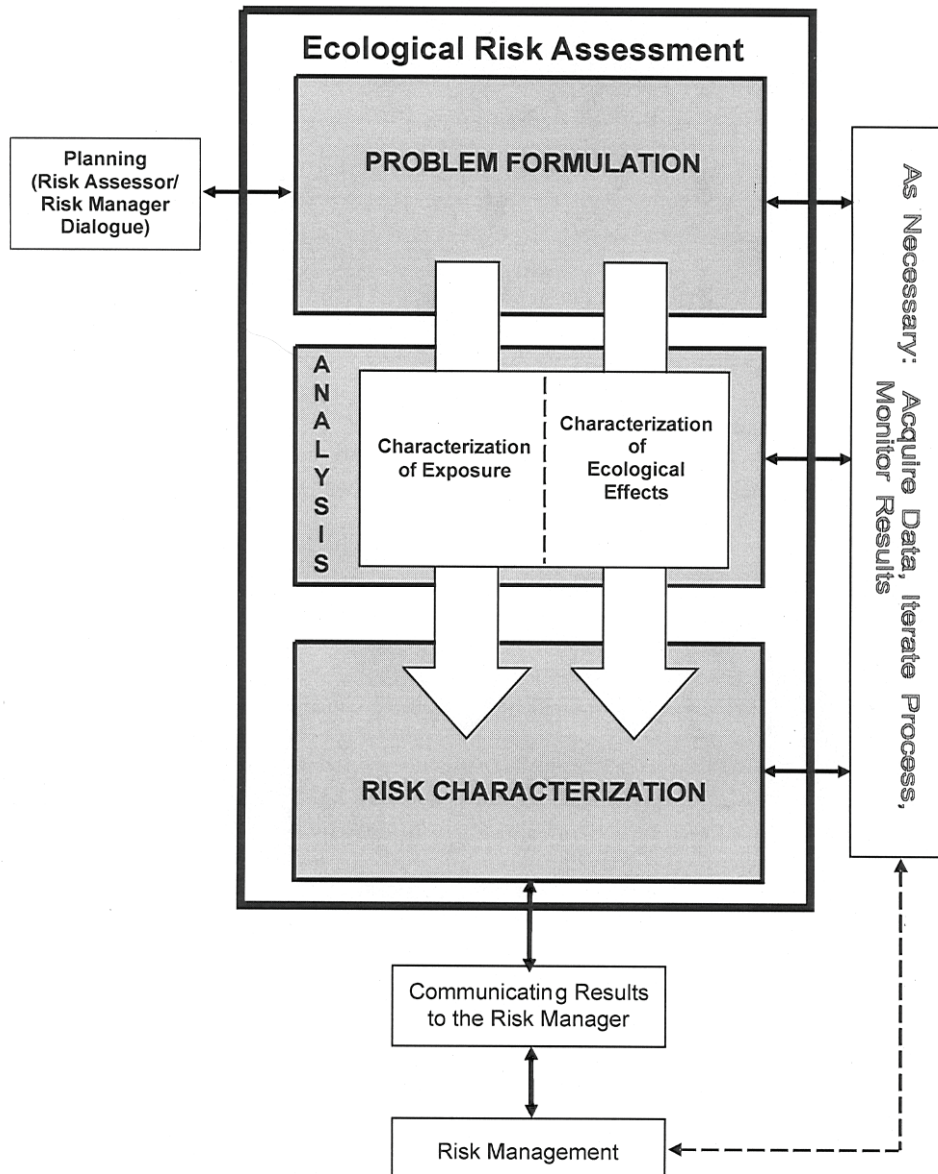 Ecological Risk Assessment
PROBLEM FORMULATION
Planning
(Risk Assessor/
Risk Manager
Dialogue)
As Necessary: Acquire Data, Iterate Process,
Monitor Results
ANALYSIS
Characterization
of Exposure
Characterization
of
Ecological
Effects
RISK CHARACTERIZATION
Communicating Results
to the Risk Manager
Risk Management